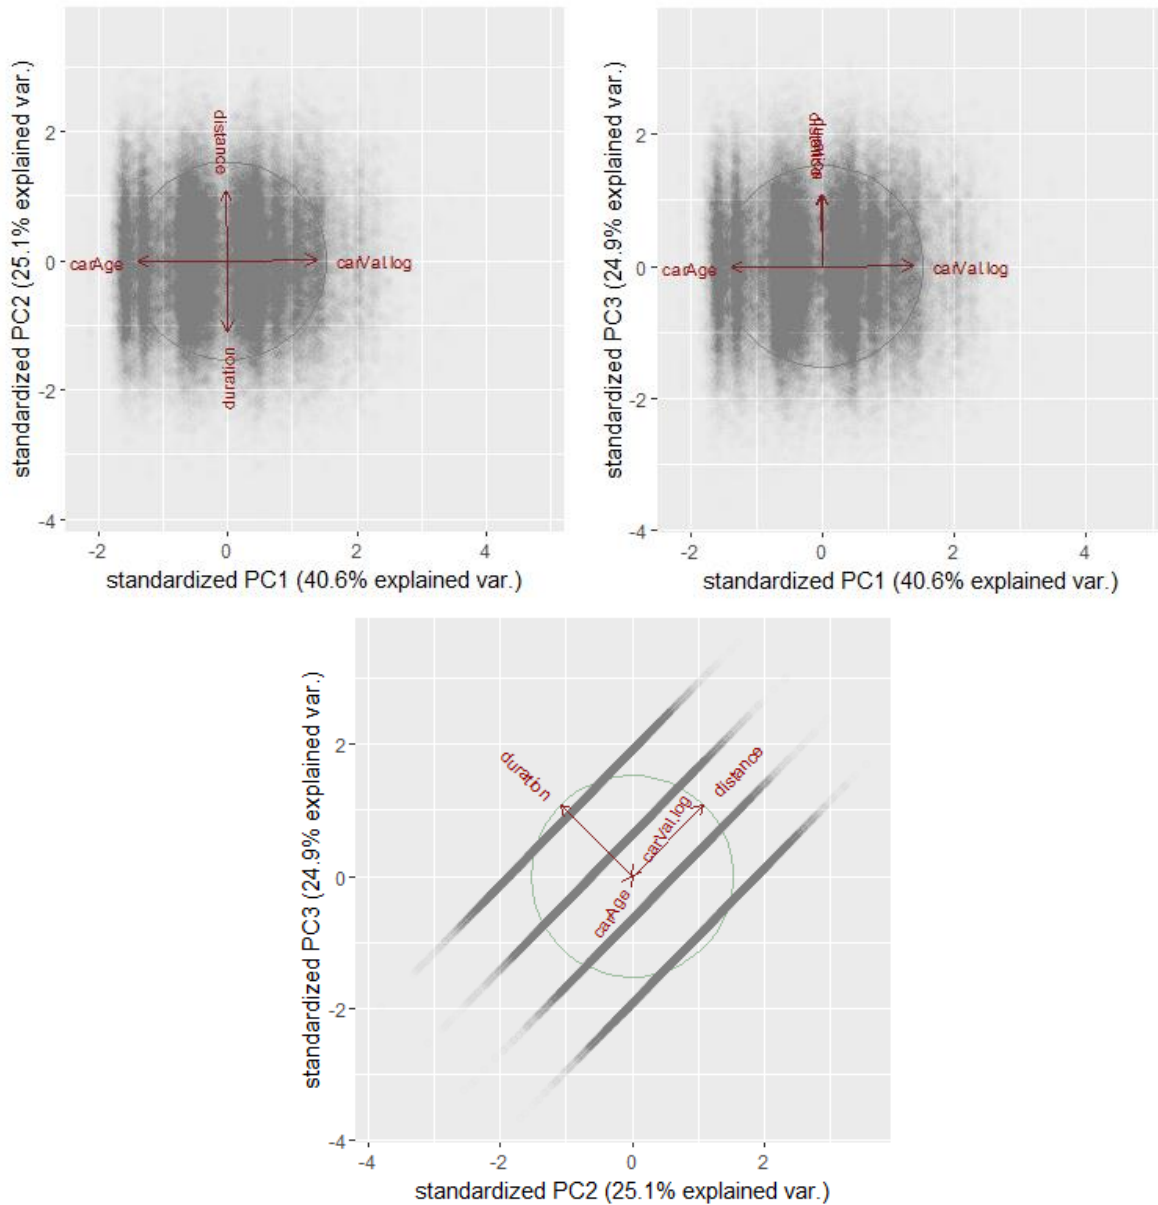 standardized PC2 (25.1% explained var.)
2
0
-2
-4
distance
carAge
carVal.log
duration
-2
0
2
4
standardized PC1 (40.6% explained var.)
standardized PC3 (24.9% explained var.)
2
0
-2
-4
distance
duration
carAge
carVal.log
-2
0
2
4
standardized PC1 (40.6% explained var.)
standardized PC3 (24.9% explained var.)
2
0
-2
-4
duration
distance
carVal.log
carAge
-4
-2
0
2
standardized PC2 (25.1% explained var.)